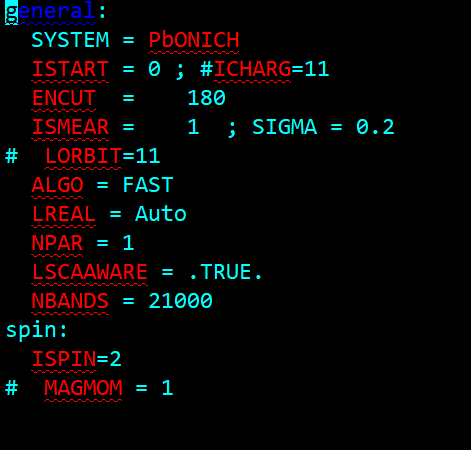 general:
  SYSTEM = PbONICH
  ISTART = 0 ; #ICHARG=11
  ENCUT  =    180
  ISMEAR =    1  ; SIGMA = 0.2
#  LORBIT=11
  ALGO = FAST
  LREAL = Auto
  NPAR = 1
  LSCAAWARE = .TRUE.
  NBANDS = 21000
spin:
  ISPIN=2
#  MAGMOM = 1